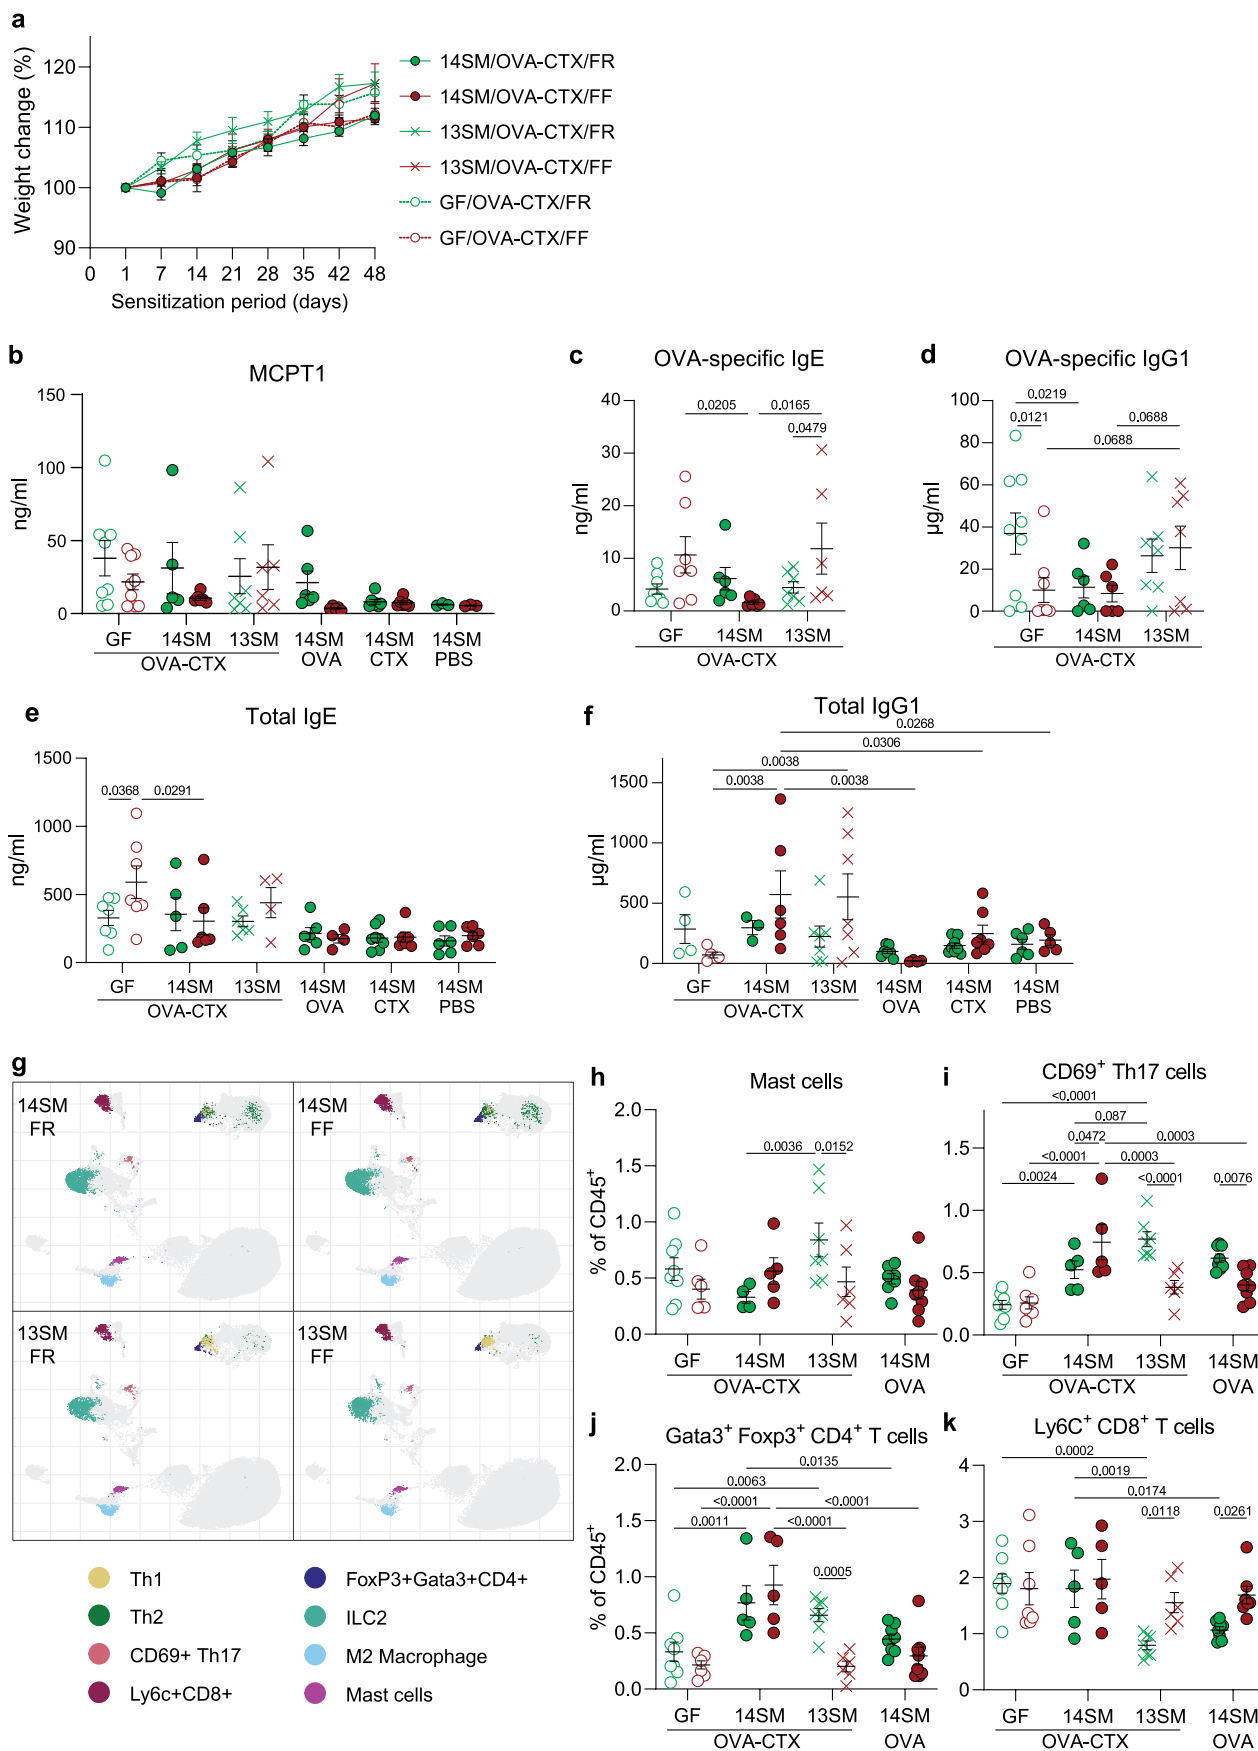 a
Weight change (%)
120
110
100
90
0 1 7 14 21 28 35 42 48
Sensitization period (days)
14SM/OVA-CTX/FR
14SM/OVA-CTX/FF
13SM/OVA-CTX/FR
13SM/OVA-CTX/FF
GF/OVA-CTX/FR
GF/OVA-CTX/FF
b
MCPT1
ng/ml
150
100
50
0
GF 14SM 13SM 14SM 14SM 14SM
OVA-CTX OVA CTX PBS
c
OVA-specific IgE
ng/ml
40
30
20
10
0
0.0205 0.0165
0.0479
GF 14SM 13SM
OVA-CTX
d
OVA-specific IgG1
µg/ml
100
80
60
40
20
0
0.0219
0.0121 0.0688
0.0688
GF 14SM 13SM
OVA-CTX
e
Total IgE
ng/ml
1500
1000
500
0
0.0368 0.0291
GF 14SM 13SM 14SM 14SM 14SM
OVA-CTX OVA CTX PBS
f
Total IgG1
µg/ml
1500
1000
500
0
0.0268
0.0306
0.0038
0.0038 0.0038
GF 14SM 13SM 14SM 14SM 14SM
OVA-CTX OVA CTX PBS
g
14SM
FR
14SM
FF
13SM
FR
13SM
FF
Th1
Th2
CD69+ Th17
Ly6c+CD8+
FoxP3+Gata3+CD4+
ILC2
M2 Macrophage
Mast cells
h
Mast cells
% of CD45+
2.0
1.5
1.0
0.5
0.0
0.0036 0.0152
GF 14SM 13SM 14SM
OVA-CTX OVA
i
CD69+ Th17 cells
1.5
1.0
0.5
0.0
<0.0001
0.087
0.0472 0.0003
<0.0001 0.0003
0.0024 <0.0001 0.0076
GF 14SM 13SM 14SM
OVA-CTX OVA
j
Gata3+ Foxp3+ CD4+ T cells
% of CD45+
2.0
1.5
1.0
0.5
0.0
0.0135
0.0063
<0.0001 <0.0001
0.0011 <0.0001
0.0005
GF 14SM 13SM 14SM
OVA-CTX OVA
k
Ly6C+ CD8+ T cells
4
3
2
1
0
0.0002
0.0019
0.0174
0.0118 0.0261
GF 14SM 13SM 14SM
OVA-CTX OVA